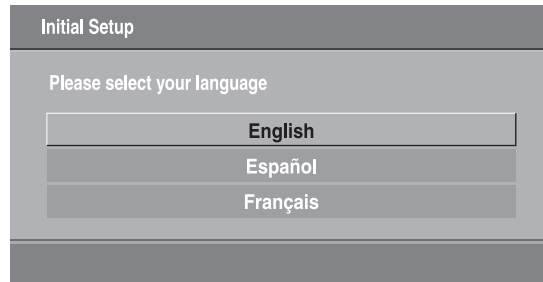 Initial Setup
Please select your language
English
Español
Français